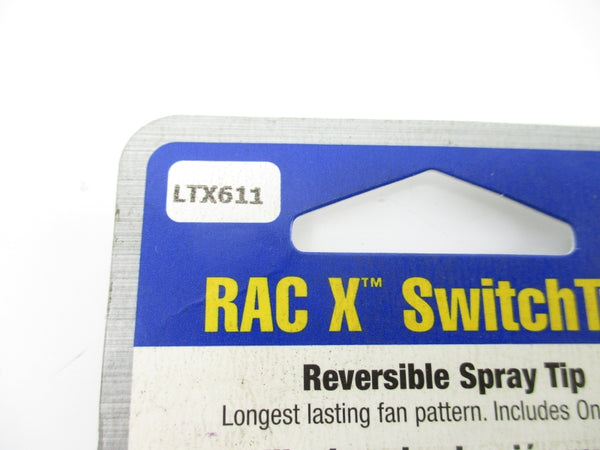 LTX611
RAC X™ SwitchT
Reversible Spray Tip
Longest lasting fan pattern. Includes On